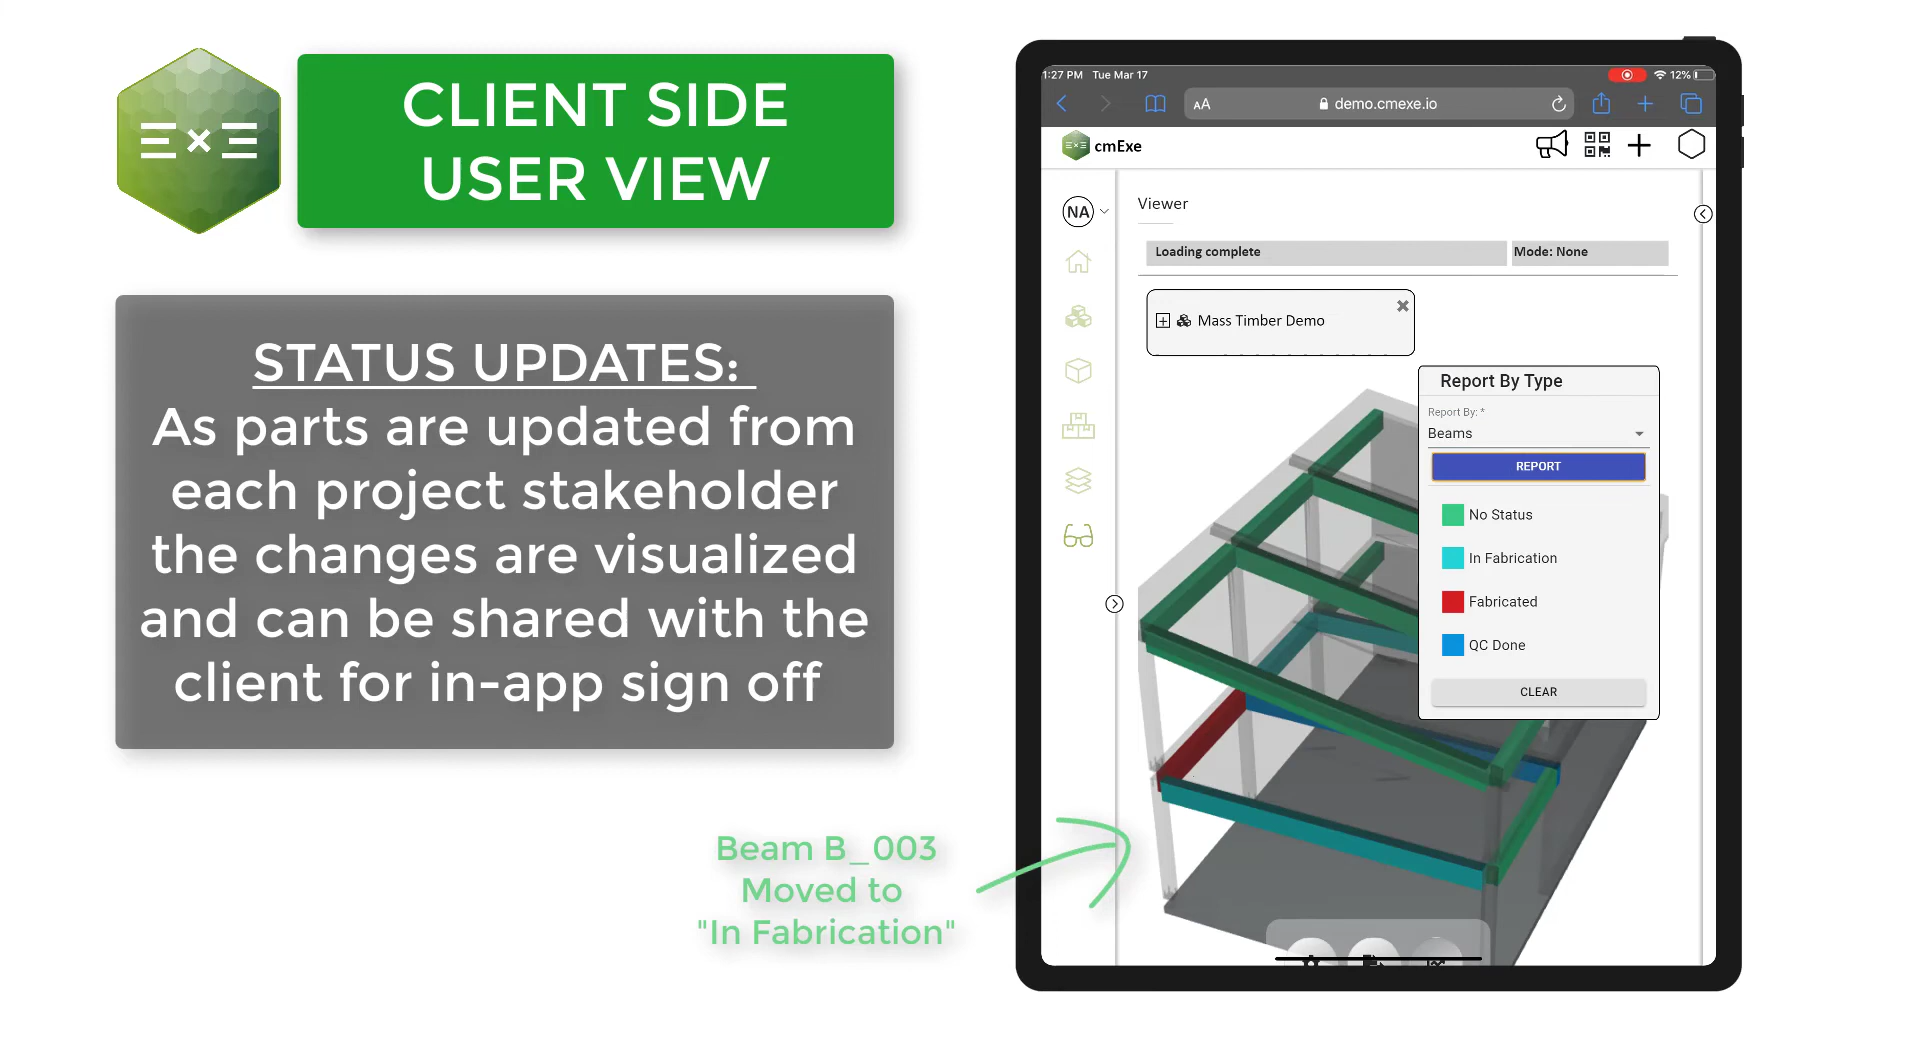 CLIENT SIDE
USER VIEW
STATUS UPDATES:
As parts are updated from
each project stakeholder
the changes are visualized
and can be shared with the
client for in-app sign off
Beam B_003
Moved to
"In Fabrication"
1:27 PM Tue Mar 17
12%
AA
demo.cmexe.io
cmExe
NA
Viewer
Loading complete
Mode: None
Mass Timber Demo
Report By Type
Report By: *
Beams
REPORT
No Status
In Fabrication
Fabricated
QC Done
CLEAR